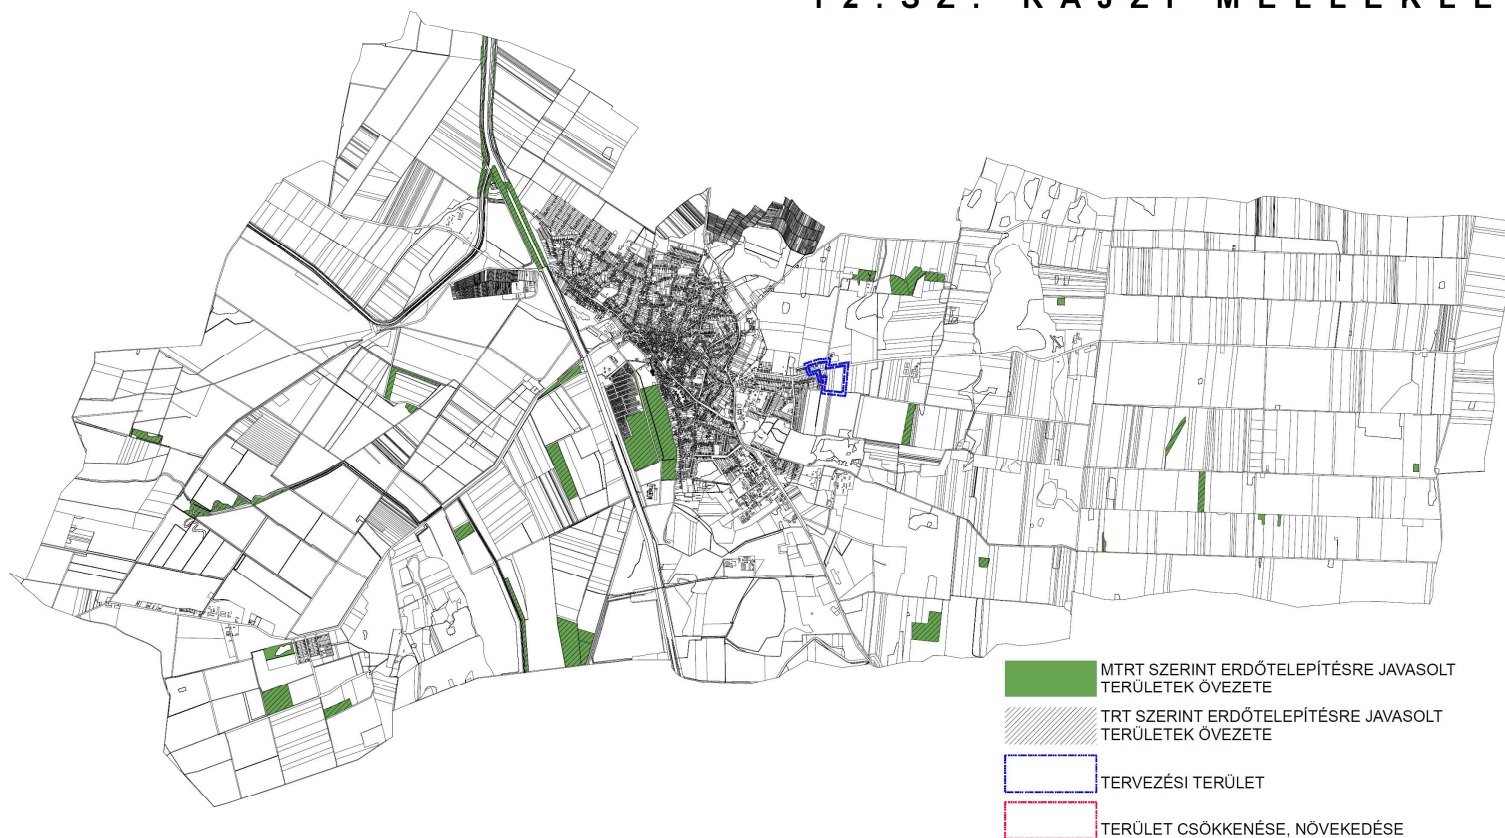 MTRT SZERINT ERDŐTELEPÍTÉSRE JAVASOLT
TERÜLETEK ÖVEZETE
TRT SZERINT ERDŐTELEPÍTÉSRE JAVASOLT
TERÜLETEK ÖVEZETE
TERVEZÉSI TERÜLET
TERÜLET CSÖKKENÉSE, NÖVEKEDÉSE